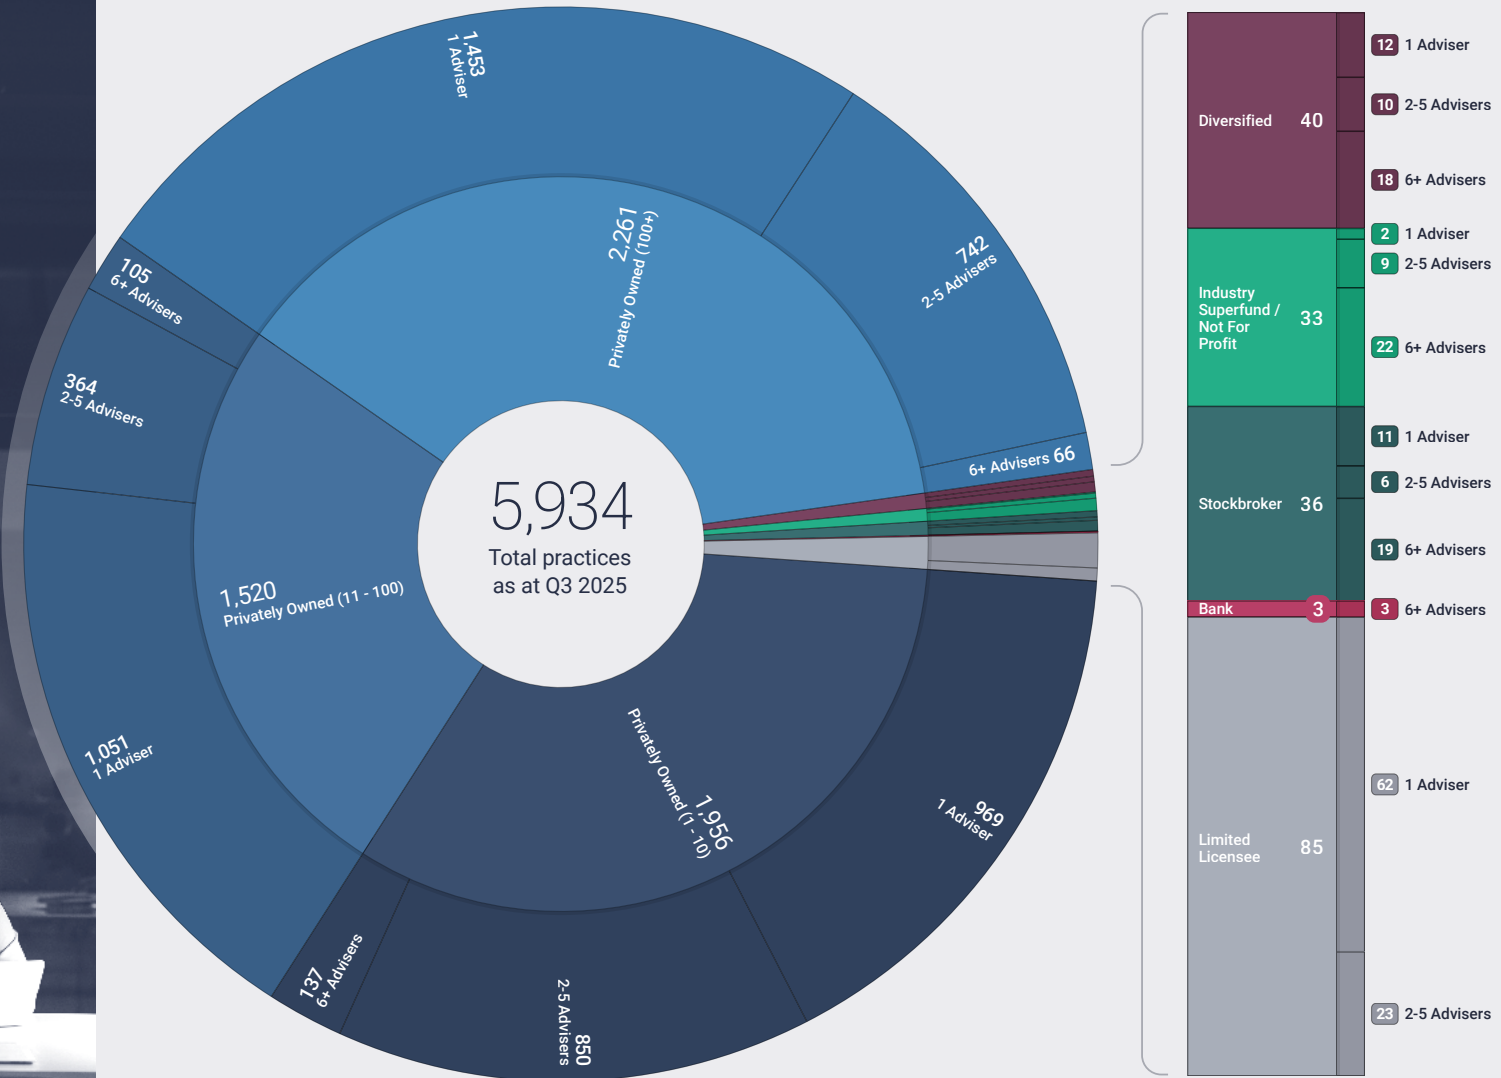 1,453
1 Adviser
742
2-5 Advisers
6+ Advisers 66
2,261
Privately Owned (100+)
105
6+ Advisers
364
2-5 Advisers
1,051
1 Adviser
1,520
Privately Owned (11 - 100)
5,934
Total practices
as at Q3 2025
1,956
Privately Owned (1 - 10)
969
1 Adviser
850
2-5 Advisers
137
6+ Advisers
Diversified 40
12 1 Adviser
10 2-5 Advisers
18 6+ Advisers
Industry
Superfund /
Not For
Profit
33
2 1 Adviser
9 2-5 Advisers
22 6+ Advisers
Stockbroker 36
11 1 Adviser
6 2-5 Advisers
19 6+ Advisers
Bank 3
3 6+ Advisers
Limited
Licensee
85
62 1 Adviser
23 2-5 Advisers